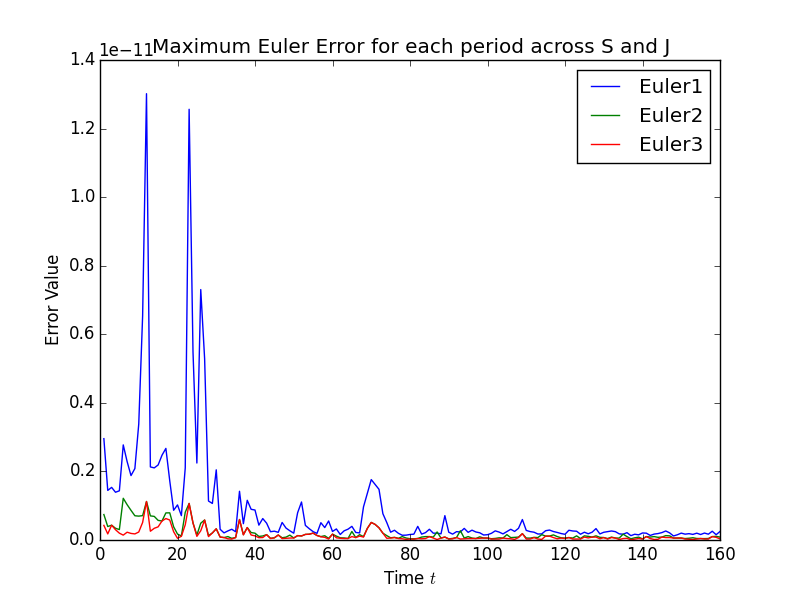 1e−11 Maximum Euler Error for each period across S and J
Euler1
Euler2
Euler3
Error Value
1.4
1.2
1.0
0.8
0.6
0.4
0.2
0.0
0 20 40 60 80 100 120 140 160
Time t